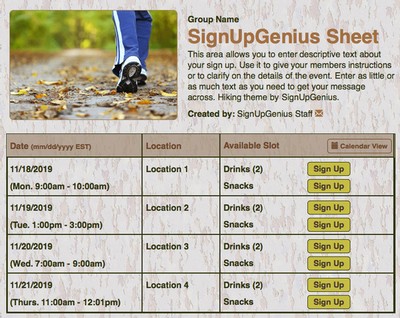 Group Name
SignUpGenius Sheet
This area allows you to enter descriptive text about
your sign up. Use it to give your members instructions
or to clarify on the details of the event. Enter as little or
as much text as you need to get your message
across. Hiking theme by SignUpGenius.
Created by: SignUpGenius Staff
Date (mm/dd/yyyy EST) Location Available Slot Calendar View
11/18/2019 Location 1 Drinks (2) Sign Up
(Mon. 9:00am - 10:00am) Snacks Sign Up
11/19/2019 Location 2 Drinks (2) Sign Up
(Tue. 1:00pm - 3:00pm) Snacks Sign Up
11/20/2019 Location 3 Drinks (2) Sign Up
(Wed. 7:00am - 9:00am) Snacks Sign Up
11/21/2019 Location 4 Drinks (2) Sign Up
(Thurs. 11:00am - 12:01pm) Snacks Sign Up